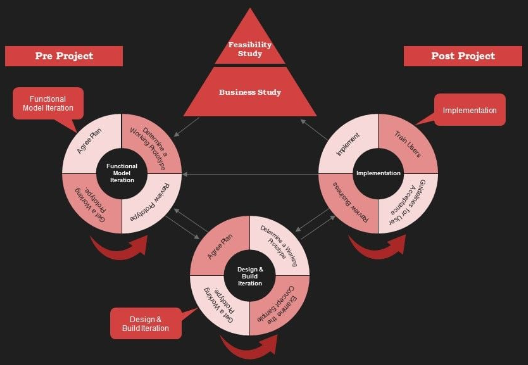 Feasibility
Study
Pre Project
Post Project
Business Study
Functional
Model Iteration
Implementation
Agree Plan
Determine a
Working Prototype
Review Prototype
Get a Working
Prototype
Functional
Model
Iteration
Implement
Train Users
Guidelines for User
Acceptance
Review Business
Implementation
Agree Plan
Determine a Working
Prototype
Examine the
Concept Sample
Get a Working
Prototype
Design &
Build
Iteration
Design &
Build Iteration